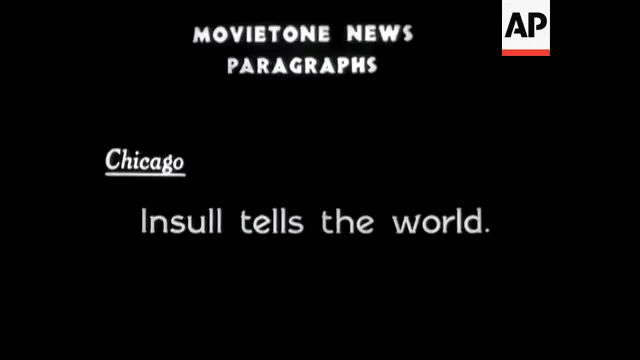 MOVIETONE NEWS
PARAGRAPHS
AP
Chicago
Insull tells the world.